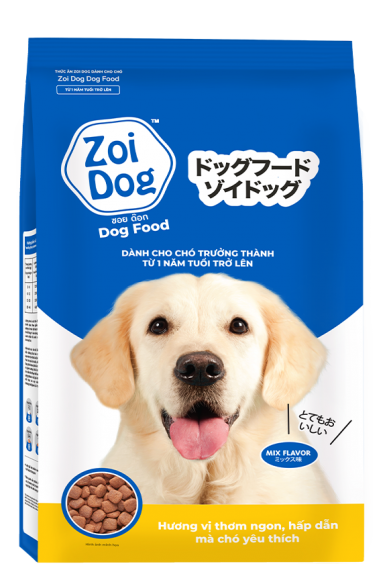 THỨC ĂN ZOI DOG DÀNH CHO CHÓ
Zoi Dog Dog Food
TỪ 1 NĂM TUỔI TRỞ LÊN
Zoi
Dog
TM
ซอย ด๊อก
Dog Food
ドッグフード
ゾイドッグ
DÀNH CHO CHÓ TRƯỞNG THÀNH
TỪ 1 NĂM TUỔI TRỞ LÊN
とてもお
いしい
MIX FLAVOR
ミックス味
Hương vị thơm ngon, hấp dẫn
mà chó yêu thích